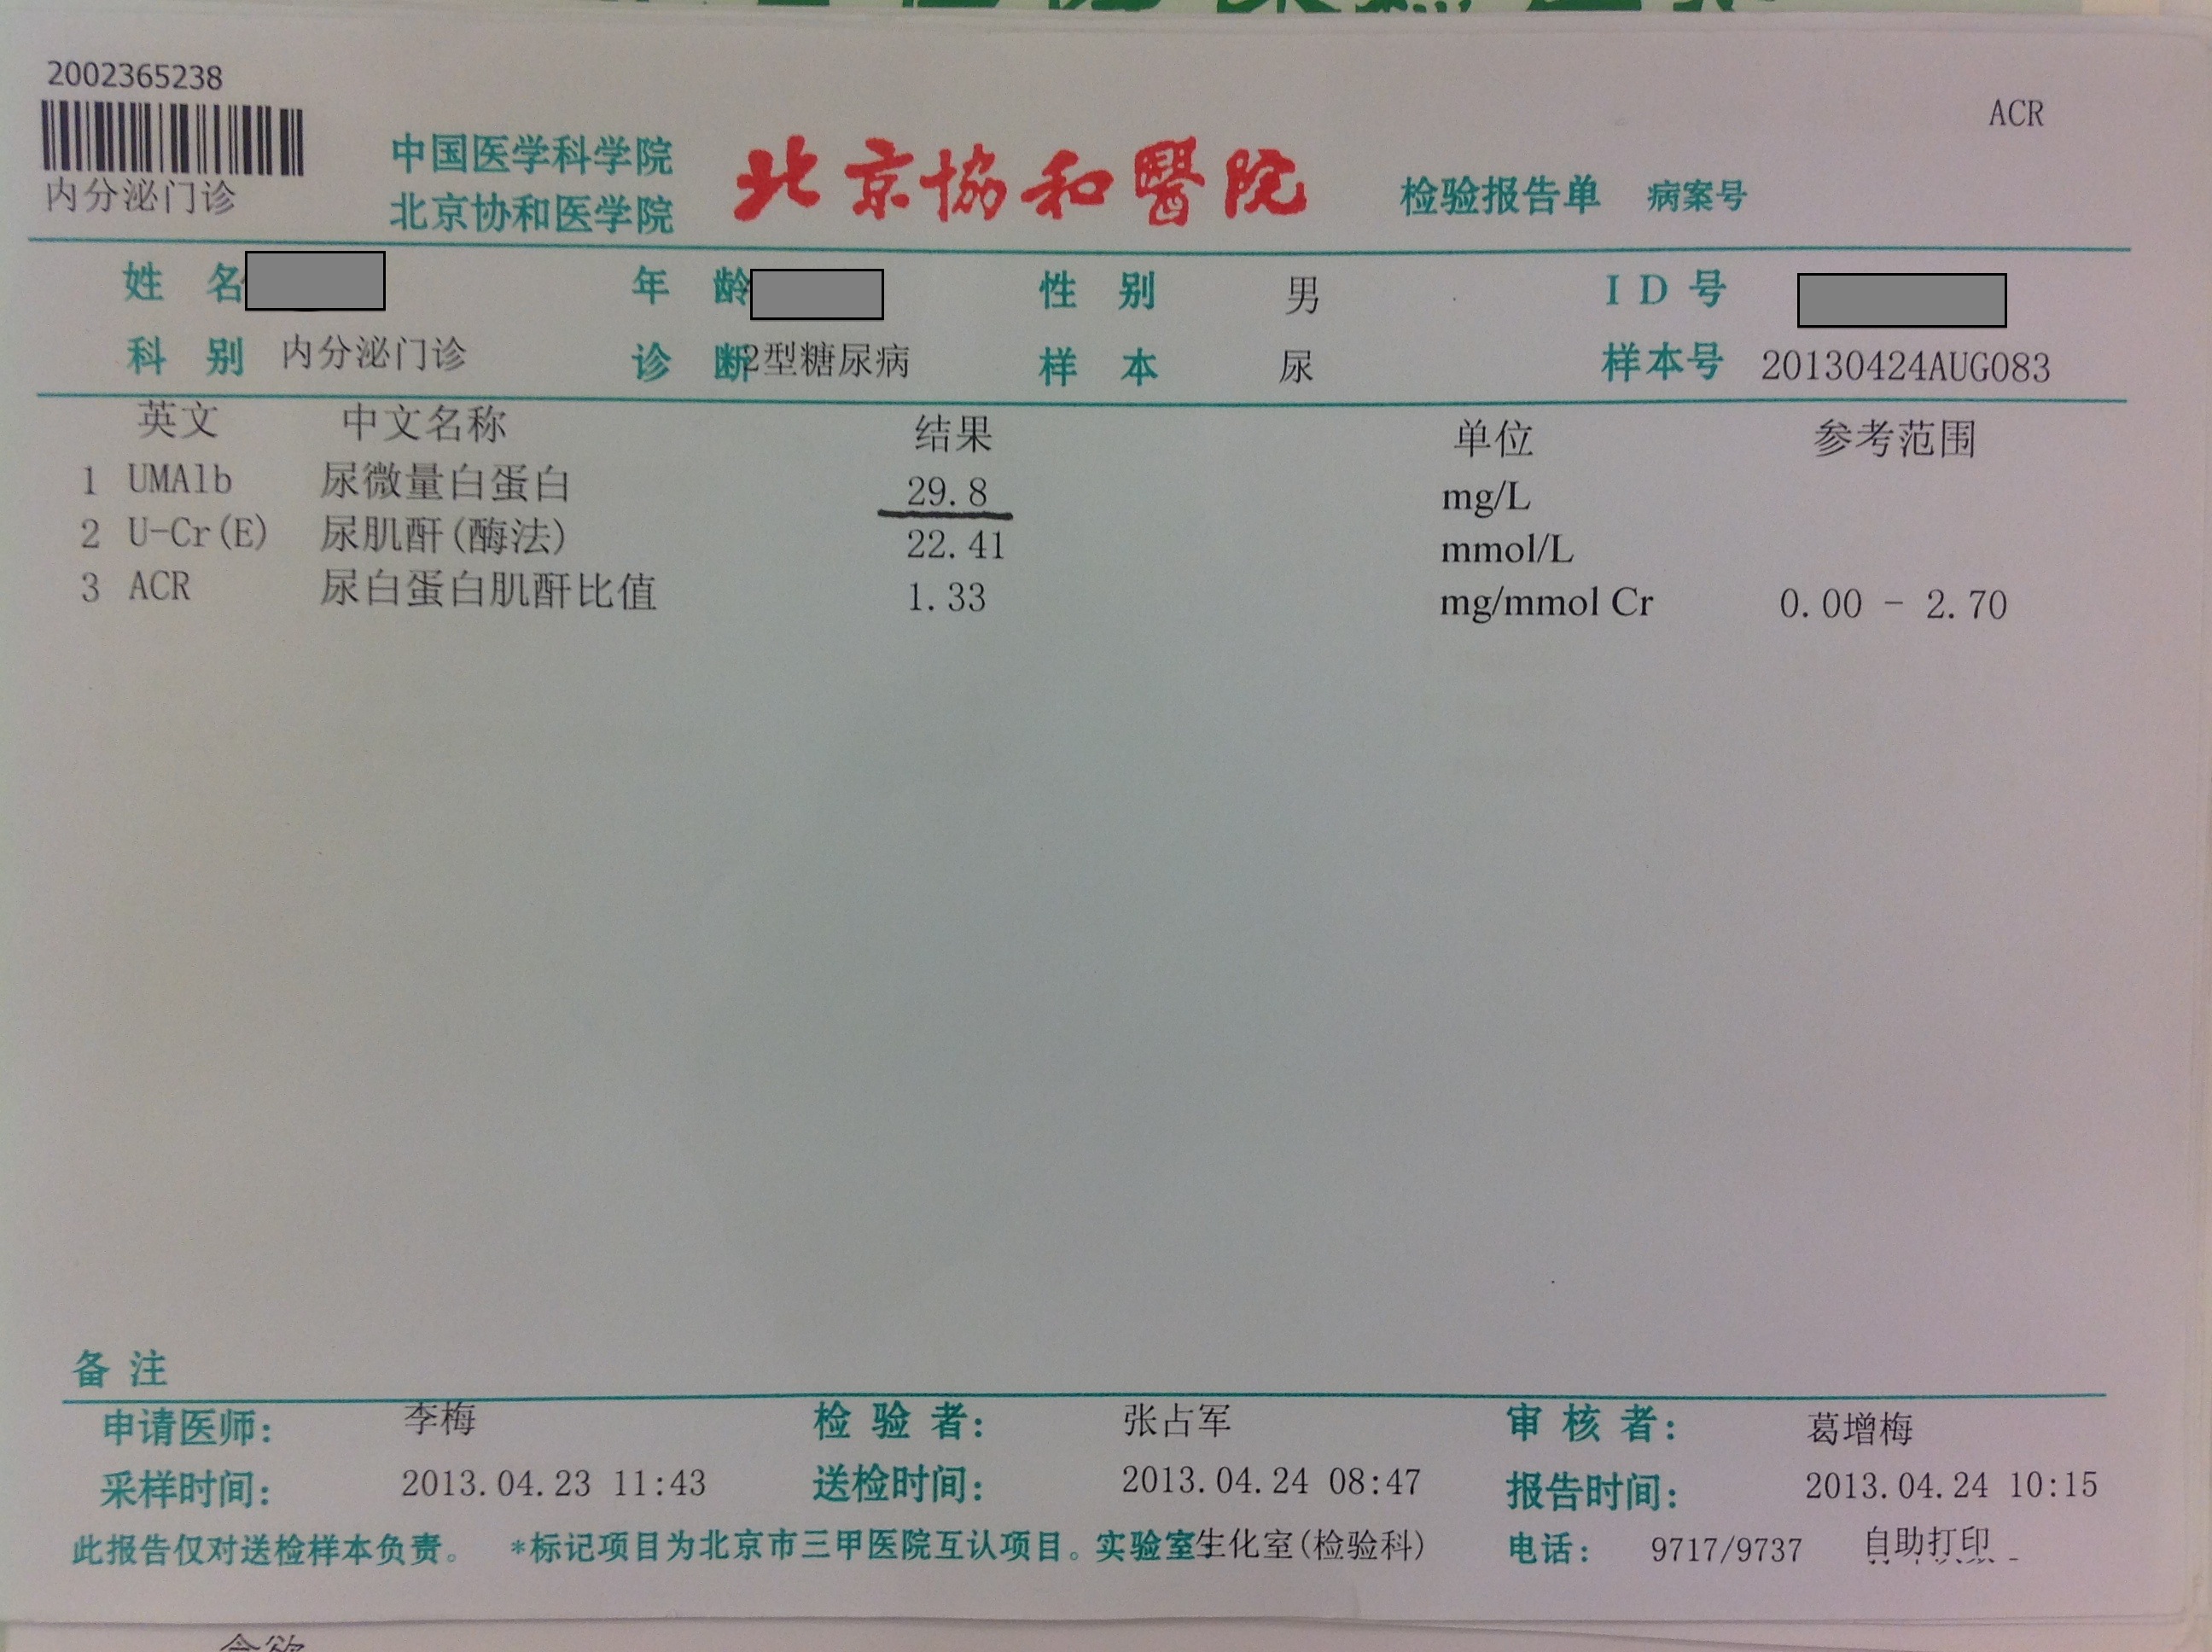 2002365238
ACR
内分泌门诊
中国医学科学院
北京协和医学院
北京協和醫院
检验报告单 病案号
姓 名 年 龄 性 别 男 ID号
科 别 内分泌门诊 诊 断 2型糖尿病 样 本 尿 样本号 20130424AUG083
英文 中文名称 结果 单位 参考范围
1 UMAlb 尿微量白蛋白 29.8 mg/L
2 U-Cr(E) 尿肌酐(酶法) 22.41 mmol/L
3 ACR 尿白蛋白肌酐比值 1.33 mg/mmol Cr 0.00 - 2.70
备 注
申请医师: 李梅 检 验 者: 张占军 审 核 者: 葛增梅
采样时间: 2013.04.23 11:43 送检时间: 2013.04.24 08:47 报告时间: 2013.04.24 10:15
此报告仅对送检样本负责。 *标记项目为北京市三甲医院互认项目。实验室:生化室(检验科) 电话: 9717/9737 自助打印